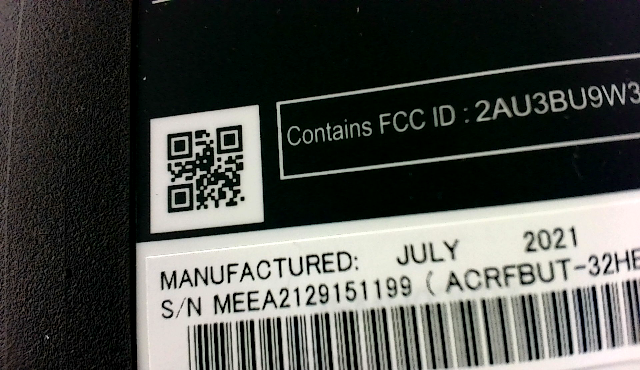 Contains FCC ID : 2AU3BU9W3
MANUFACTURED: JULY 2021
S/N MEEA2129151199 ( ACRFBUT-32HE